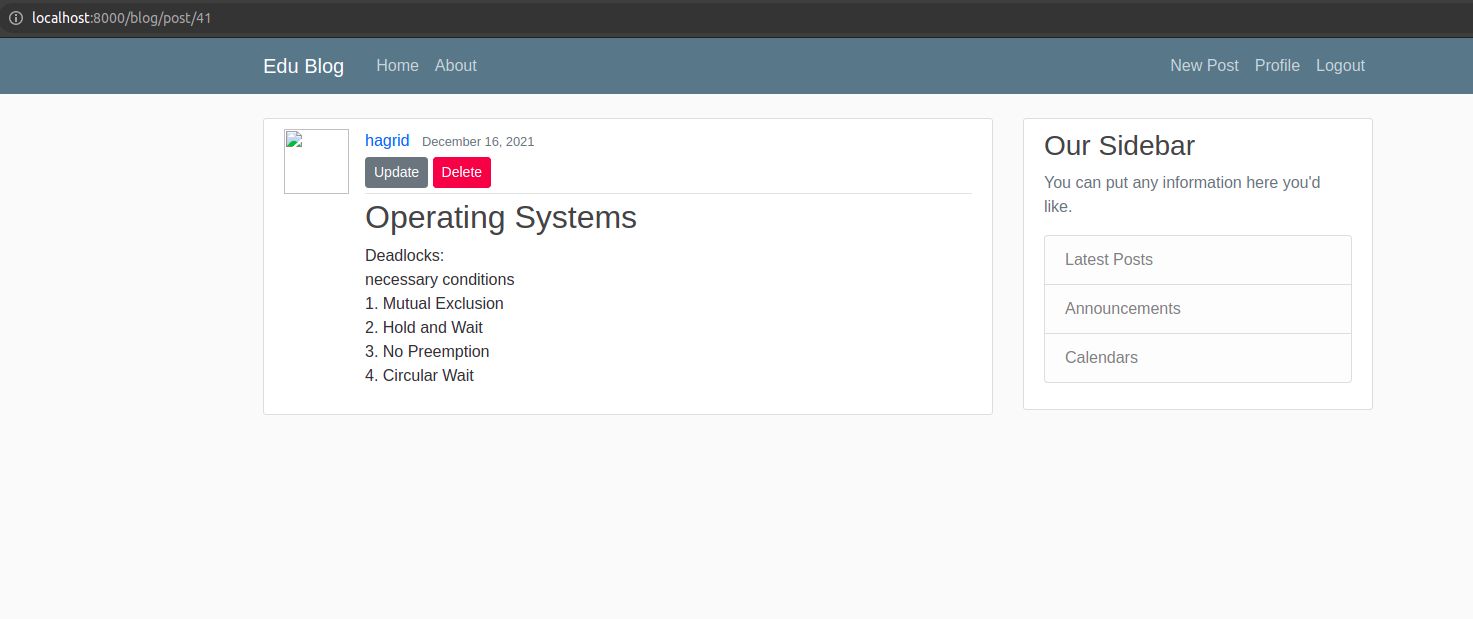 localhost:8000/blog/post/41
Edu Blog Home About New Post Profile Logout
hagrid December 16, 2021
Update Delete
Operating Systems
Deadlocks:
necessary conditions
1. Mutual Exclusion
2. Hold and Wait
3. No Preemption
4. Circular Wait
Our Sidebar
You can put any information here you'd
like.
Latest Posts
Announcements
Calendars